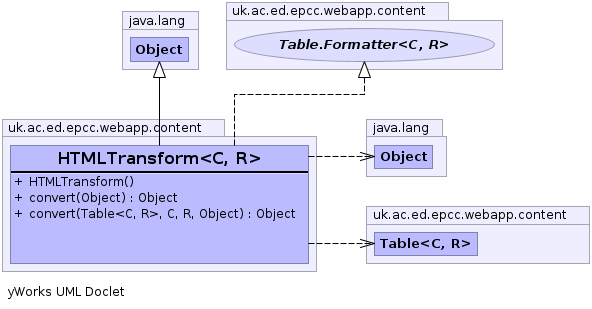 java.lang
Object
uk.ac.ed.epcc.webapp.content
Table.Formatter<C, R>
uk.ac.ed.epcc.webapp.content
HTMLTransform<C, R>
+ HTMLTransform()
+ convert(Object) : Object
+ convert(Table<C, R>, C, R, Object) : Object
java.lang
Object
uk.ac.ed.epcc.webapp.content
Table<C, R>
yWorks UML Doclet